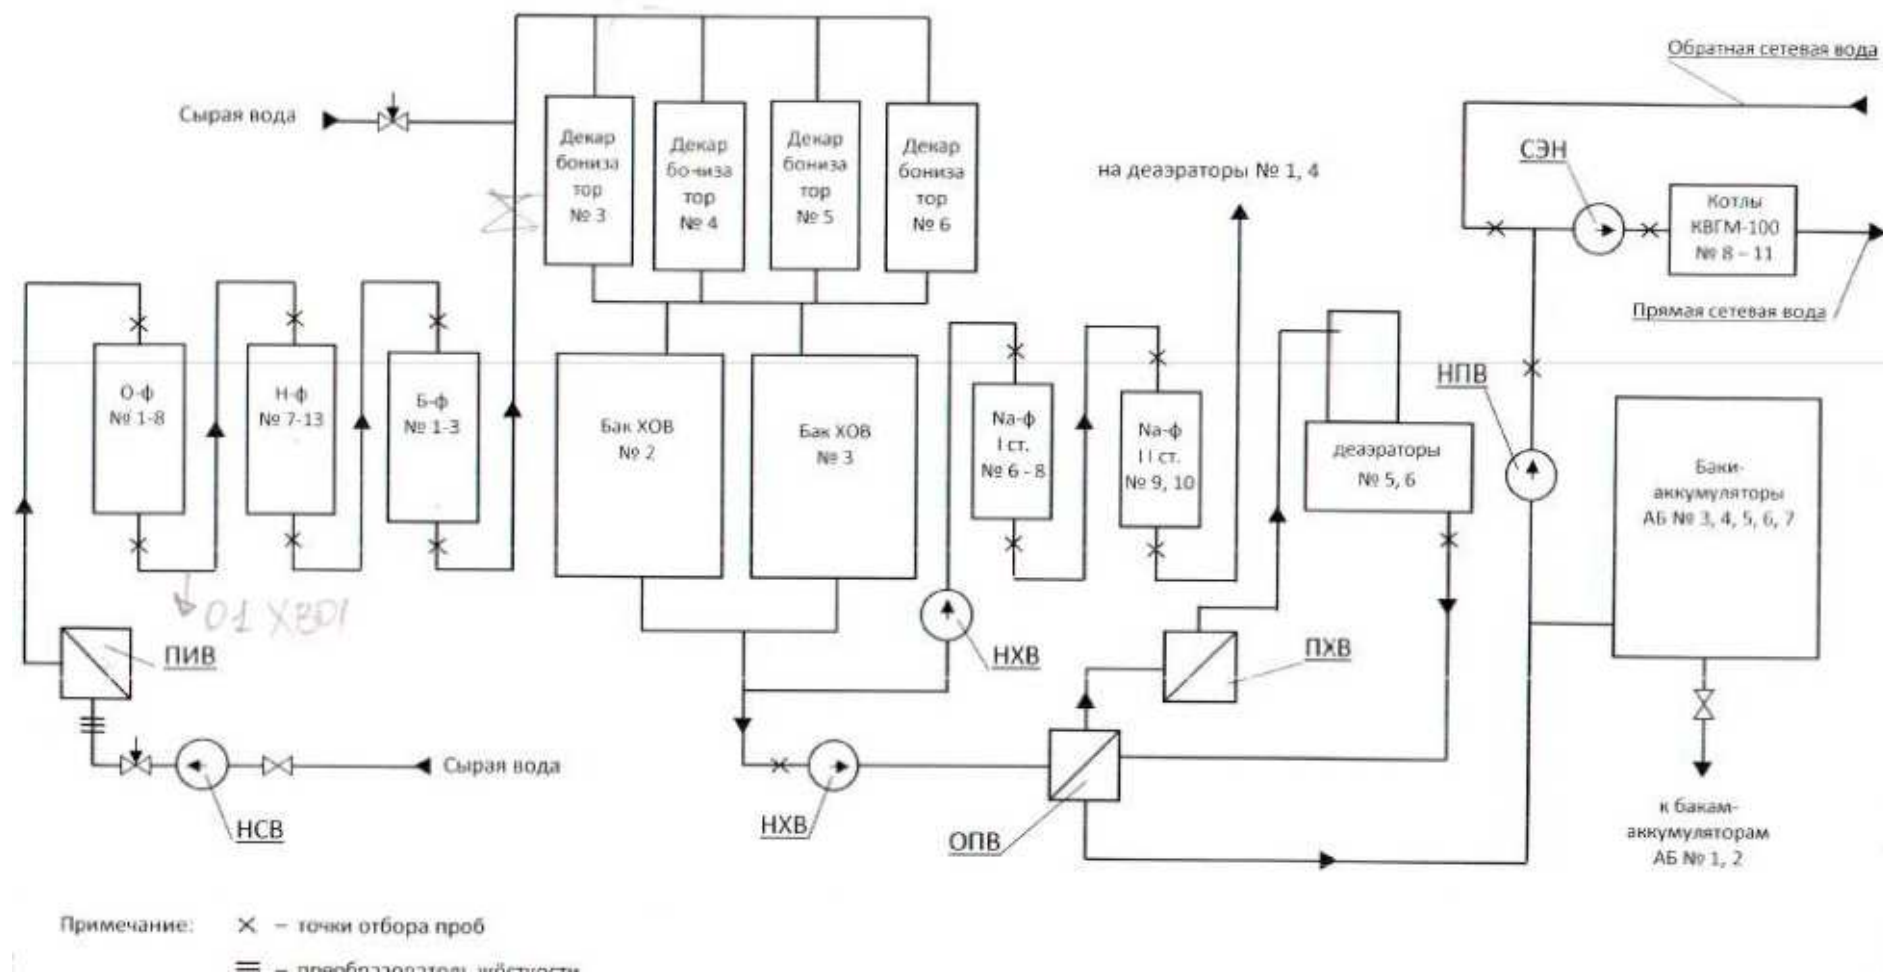 Обратная сетевая вода
Сырая вода
Декар
бониза
тор
№ 3
Декар
бониза
тор
№ 4
Декар
бониза
тор
№ 5
Декар
бониза
тор
№ 6
на деаэраторы № 1, 4
СЭН
Котлы
КВГМ-100
№ 8 – 11
Прямая сетевая вода
О-ф
№ 1-8
Н-ф
№ 7-13
Б-ф
№ 1-3
Бак ХОВ
№ 2
Бак ХОВ
№ 3
Na-ф
I ст.
№ 6 - 8
Na-ф
II ст.
№ 9, 10
деаэраторы
№ 5, 6
НПВ
Баки-
аккумуляторы
АБ № 3, 4, 5, 6, 7
ПИВ
НХВ
ПХВ
Сырая вода
НСВ
НХВ
ОПВ
к бакам-
аккумуляторам
АБ № 1, 2
Примечание:
– точки отбора проб
– преобразователь жёсткости